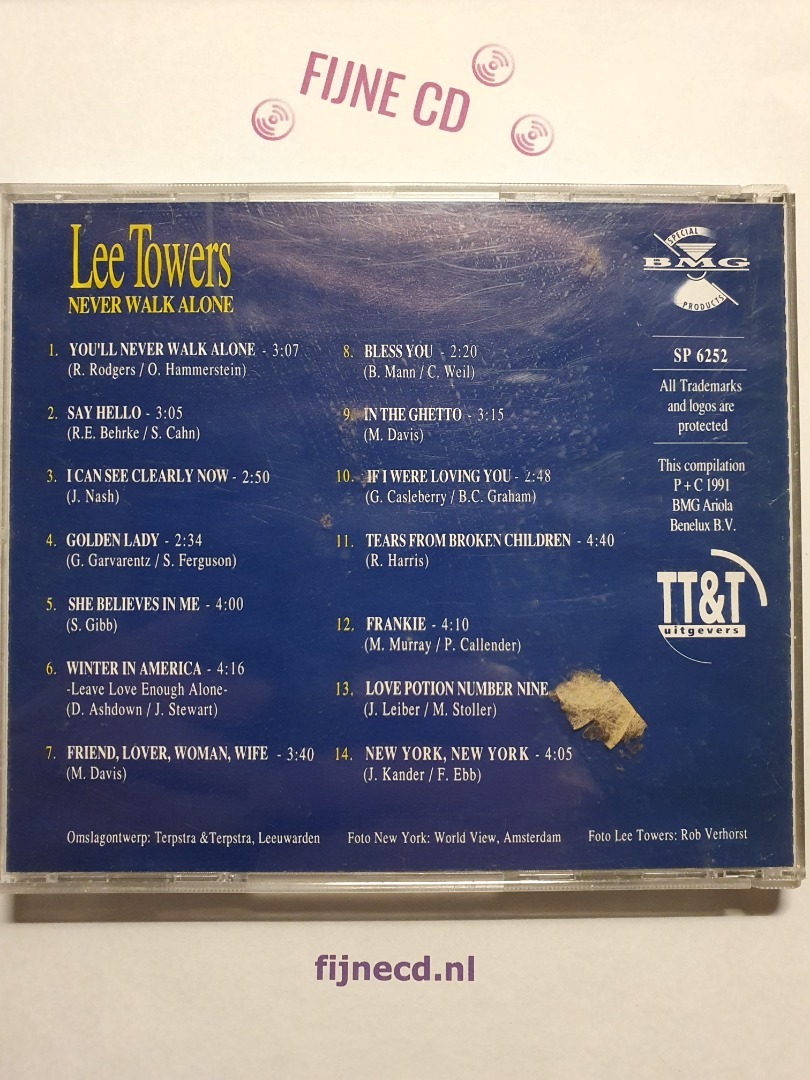 FIJNE CD
Lee Towers
NEVER WALK ALONE
1. YOU'LL NEVER WALK ALONE - 3:07
(R. Rodgers / O. Hammerstein)
2. SAY HELLO - 3:05
(R.E. Behrke / S. Cahn)
3. I CAN SEE CLEARLY NOW - 2:50
(J. Nash)
4. GOLDEN LADY - 2:34
(G. Garvarentz / S. Ferguson)
5. SHE BELIEVES IN ME - 4:00
(S. Gibb)
6. WINTER IN AMERICA - 4:16
-Leave Love Enough Alone-
(D. Ashdown / J. Stewart)
7. FRIEND, LOVER, WOMAN, WIFE - 3:40
(M. Davis)
8. BLESS YOU - 2:20
(B. Mann / C. Weil)
9. IN THE GHETTO - 3:15
(M. Davis)
10. IF I WERE LOVING YOU - 2:48
(G. Casleberry / B.C. Graham)
11. TEARS FROM BROKEN CHILDREN - 4:40
(R. Harris)
12. FRANKIE - 4:10
(M. Murray / P. Callender)
13. LOVE POTION NUMBER NINE
(J. Leiber / M. Stoller)
14. NEW YORK, NEW YORK - 4:05
(J. Kander / F. Ebb)
SPECIAL
BMG
PRODUCTS
SP 6252
All Trademarks
and logos are
protected
This compilation
P + C 1991
BMG Ariola
Benelux B.V.
TT&T
uitgevers
Omslagontwerp: Terpstra & Terpstra, Leeuwarden Foto New York: World View, Amsterdam Foto Lee Towers: Rob Verhorst
fijnecd.nl